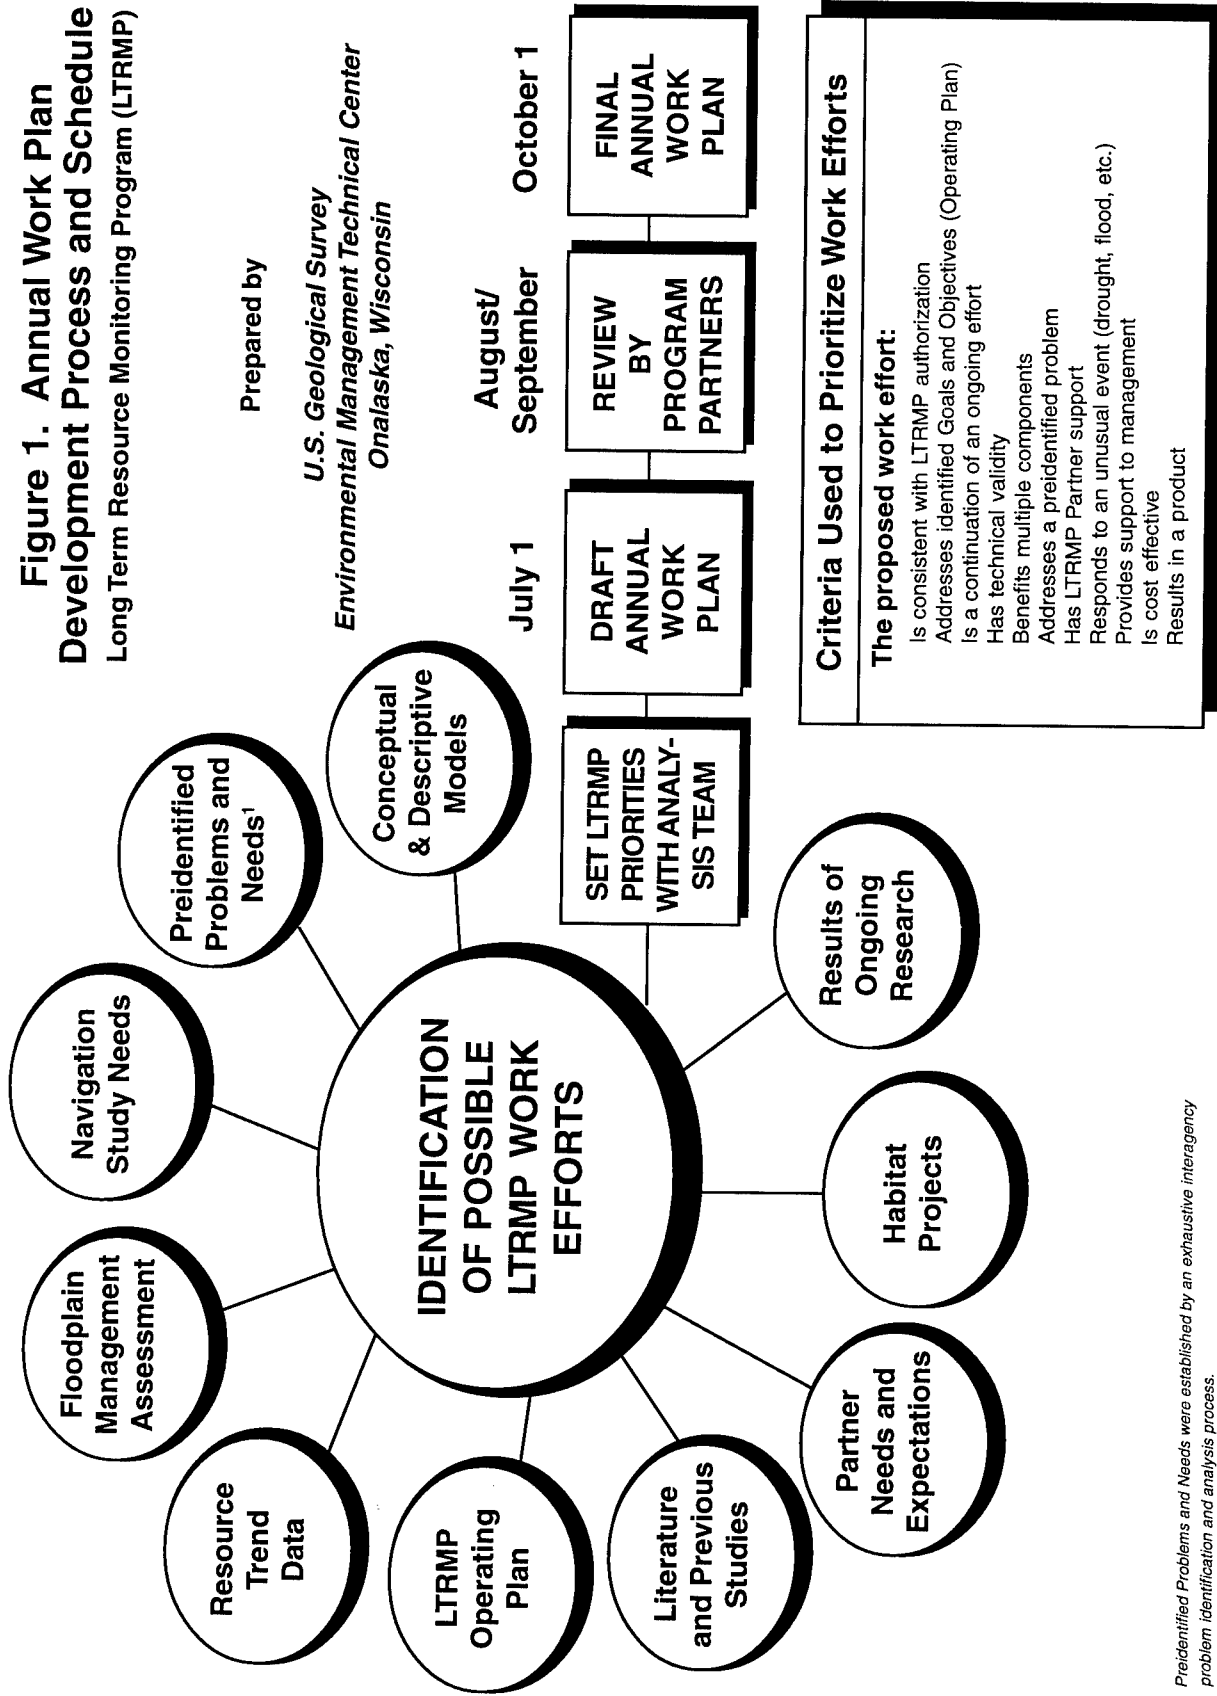 Figure 1. Annual Work Plan
Development Process and Schedule
Long Term Resource Monitoring Program (LTRMP)
Prepared by
U.S. Geological Survey
Environmental Management Technical Center
Onalaska, Wisconsin
Resource
Trend
Data
Floodplain
Management
Assessment
Navigation
Study Needs
Preidentified
Problems and
Needs¹
Conceptual
& Descriptive
Models
LTRMP
Operating
Plan
Literature
and Previous
Studies
Partner
Needs and
Expectations
Habitat
Projects
Results of
Ongoing
Research
IDENTIFICATION
OF POSSIBLE
LTRMP WORK
EFFORTS
SET LTRMP
PRIORITIES
WITH ANALY-
SIS TEAM
July 1
DRAFT
ANNUAL
WORK
PLAN
August/
September
REVIEW
BY
PROGRAM
PARTNERS
October 1
FINAL
ANNUAL
WORK
PLAN
Criteria Used to Prioritize Work Efforts
The proposed work effort:
Is consistent with LTRMP authorization
Addresses identified Goals and Objectives (Operating Plan)
Is a continuation of an ongoing effort
Has technical validity
Benefits multiple components
Addresses a preidentified problem
Has LTRMP Partner support
Responds to an unusual event (drought, flood, etc.)
Provides support to management
Is cost effective
Results in a product
Preidentified Problems and Needs were established by an exhaustive interagency
problem identification and analysis process.